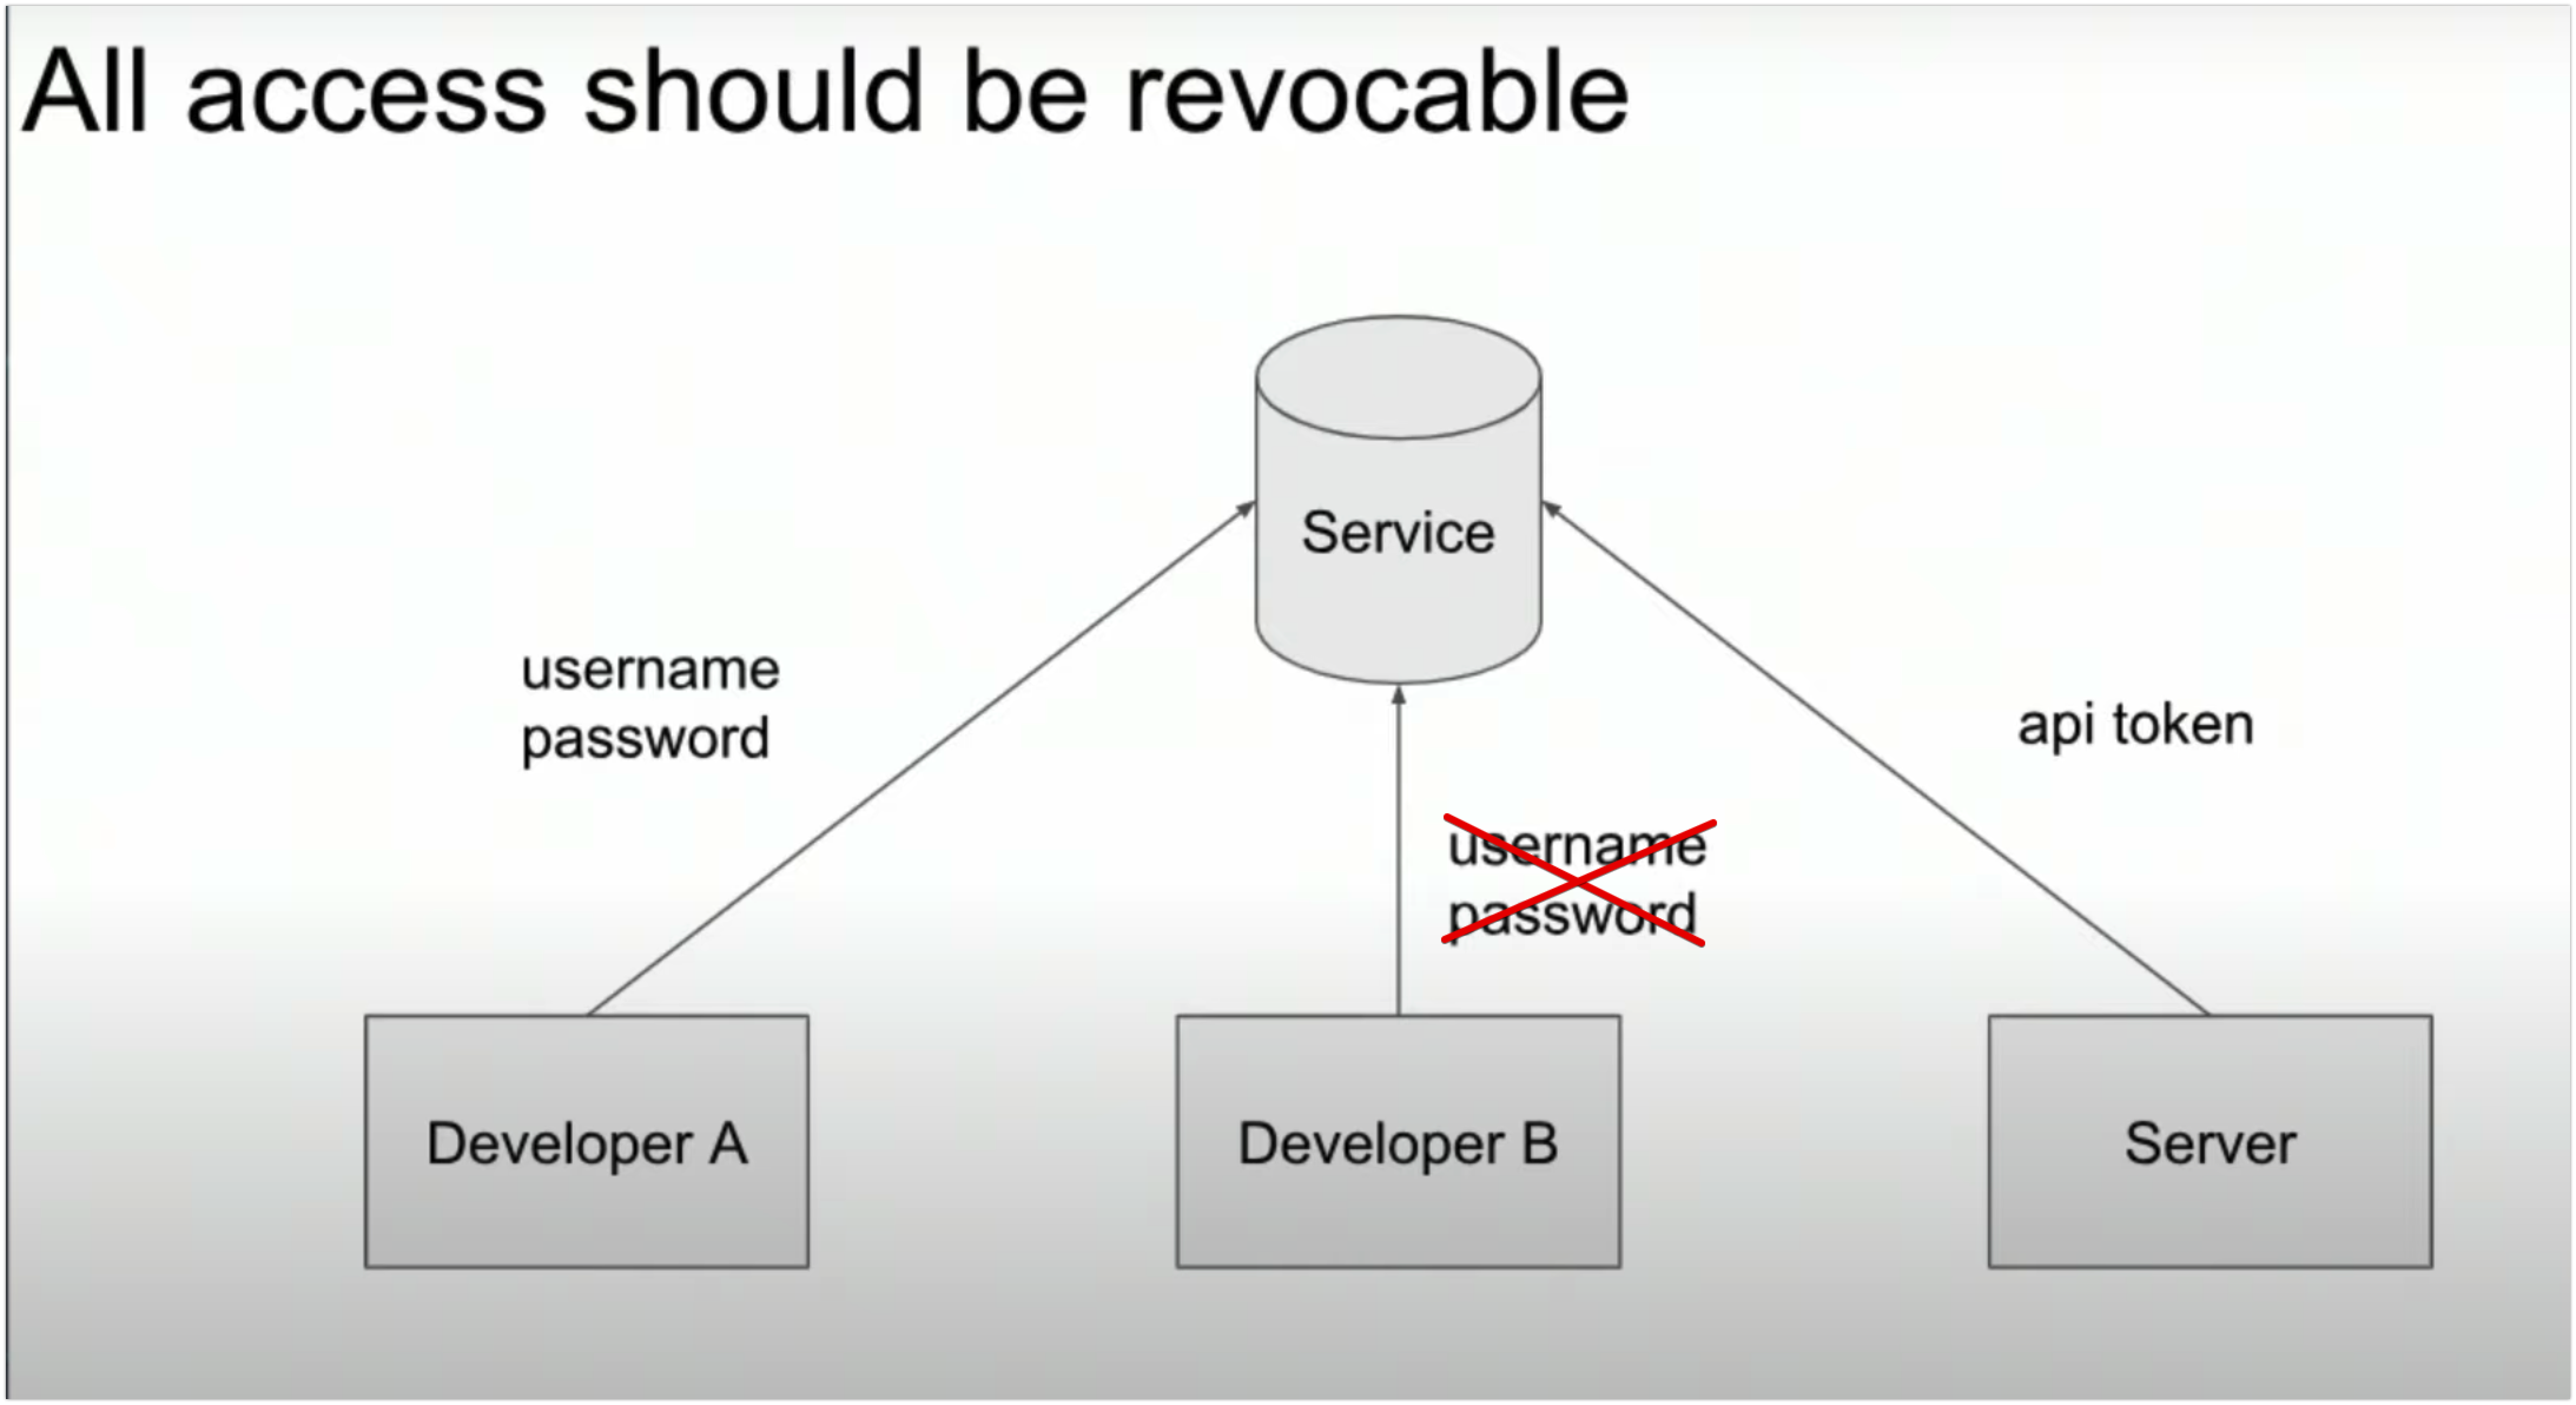 All access should be revocable
Service
username
password
api token
username
password
Developer A
Developer B
Server